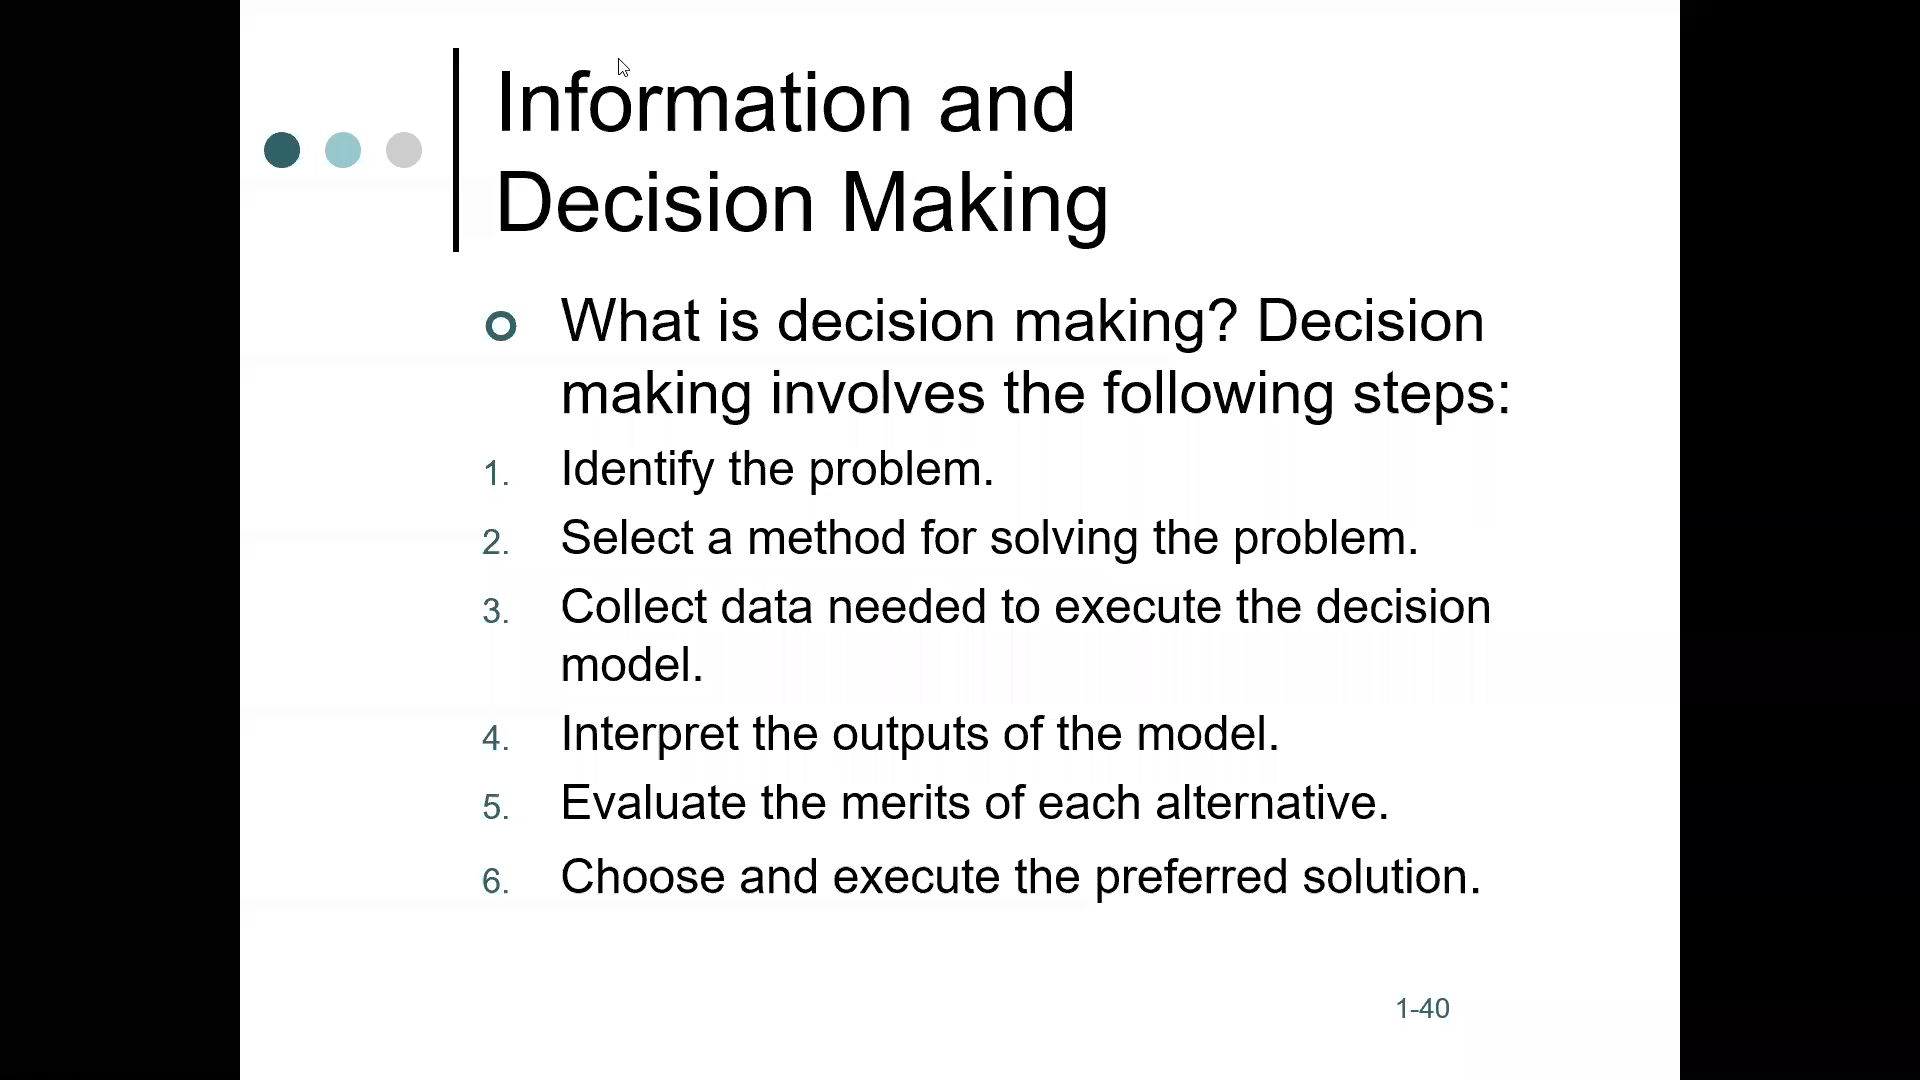 Information and
Decision Making
What is decision making? Decision
making involves the following steps:
1. Identify the problem.
2. Select a method for solving the problem.
3. Collect data needed to execute the decision
model.
4. Interpret the outputs of the model.
5. Evaluate the merits of each alternative.
6. Choose and execute the preferred solution.
1-40